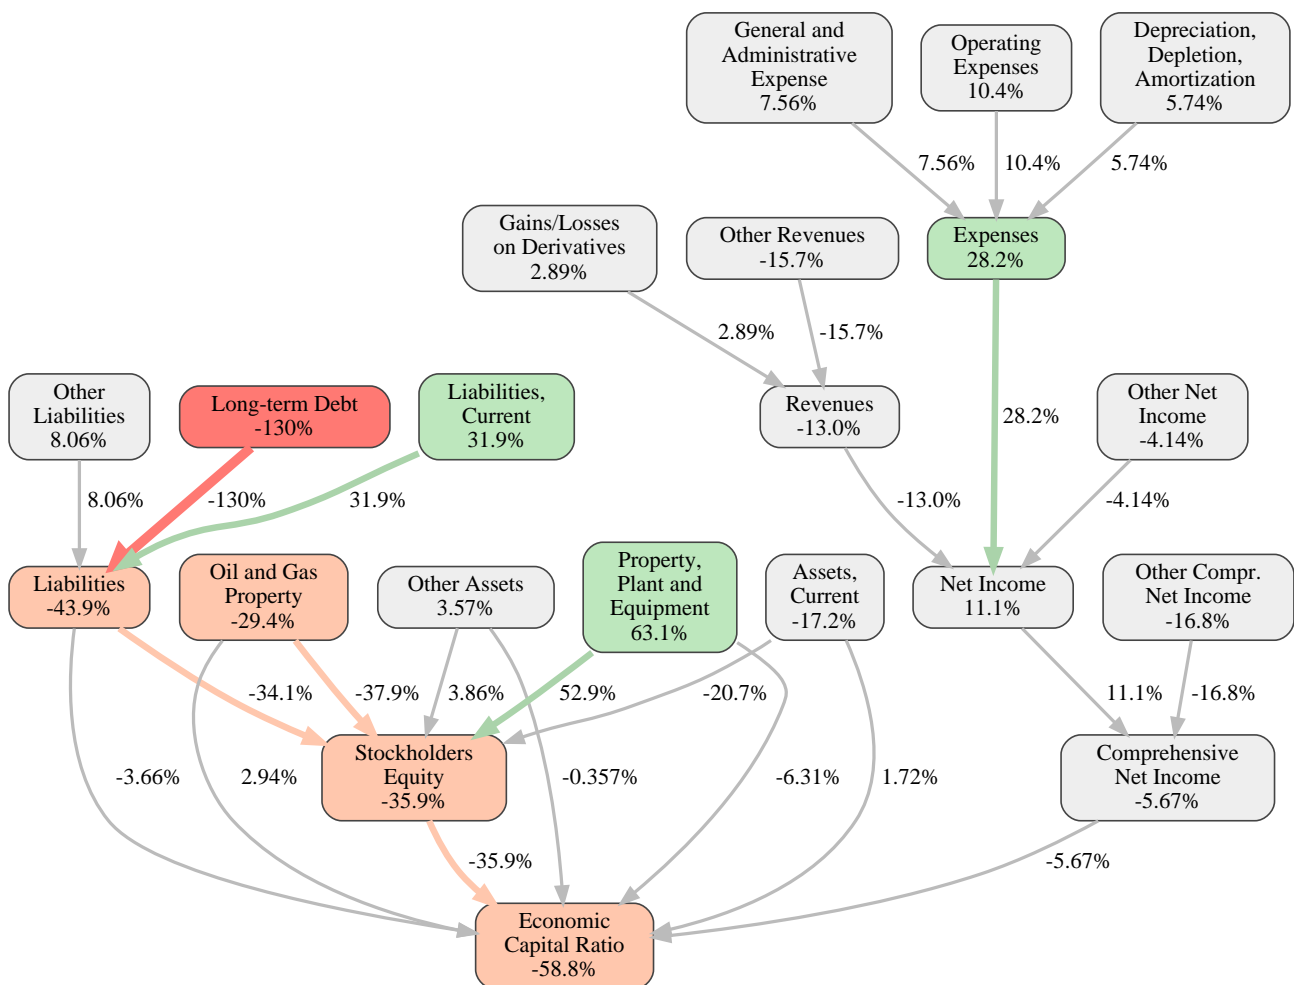 General and
Administrative
Expense
7.56%
Operating
Expenses
10.4%
Depreciation,
Depletion,
Amortization
5.74%
7.56%
10.4%
5.74%
Gains/Losses
on Derivatives
2.89%
Other Revenues
-15.7%
Expenses
28.2%
2.89%
-15.7%
Other
Liabilities
8.06%
Long-term Debt
-130%
Liabilities,
Current
31.9%
Revenues
-13.0%
28.2%
Other Net
Income
-4.14%
8.06%
-130%
31.9%
-13.0%
-4.14%
Liabilities
-43.9%
Oil and Gas
Property
-29.4%
Other Assets
3.57%
Property,
Plant and
Equipment
63.1%
Assets,
Current
-17.2%
Net Income
11.1%
Other Compr.
Net Income
-16.8%
-34.1%
-37.9%
3.86%
52.9%
-20.7%
11.1%
-16.8%
-3.66%
2.94%
Stockholders
Equity
-35.9%
-0.357%
-6.31%
1.72%
Comprehensive
Net Income
-5.67%
-35.9%
-5.67%
Economic
Capital Ratio
-58.8%